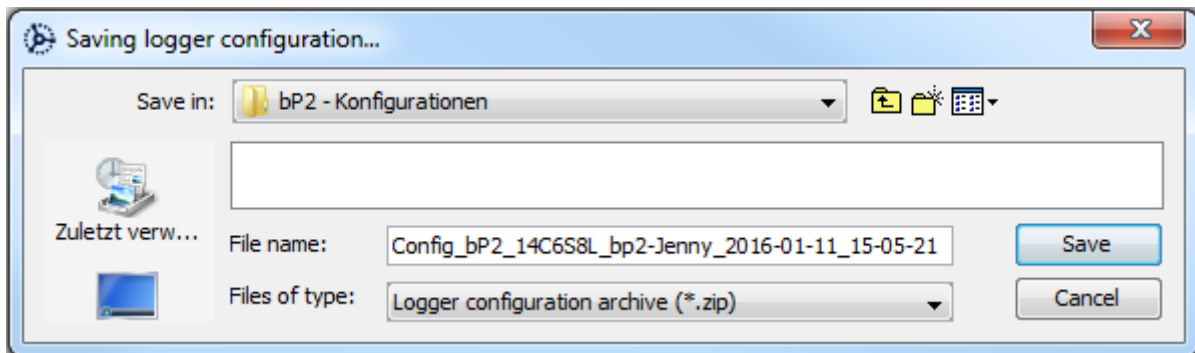 Saving logger configuration...
Save in: bP2 - Konfigurationen
Zuletzt verw...
File name: Config_bP2_14C6S8L_bp2-Jenny_2016-01-11_15-05-21 Save
Files of type: Logger configuration archive (*.zip) Cancel